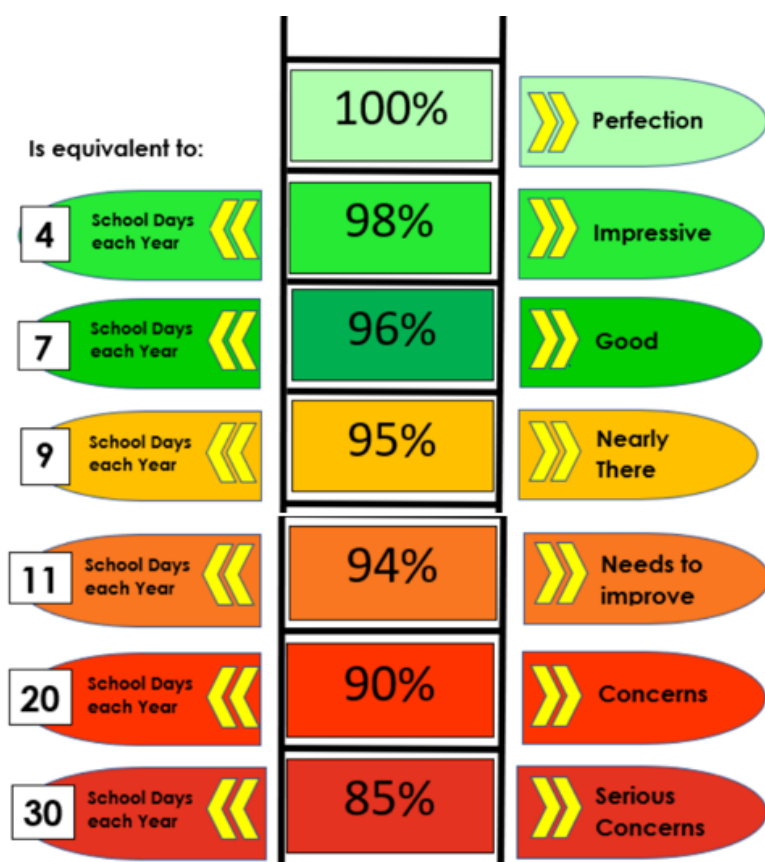 100%
Perfection
Is equivalent to:
4
School Days
each Year
98%
Impressive
7
School Days
each Year
96%
Good
9
School Days
each Year
95%
Nearly
There
11
School Days
each Year
94%
Needs to
improve
20
School Days
each Year
90%
Concerns
30
School Days
each Year
85%
Serious
Concerns